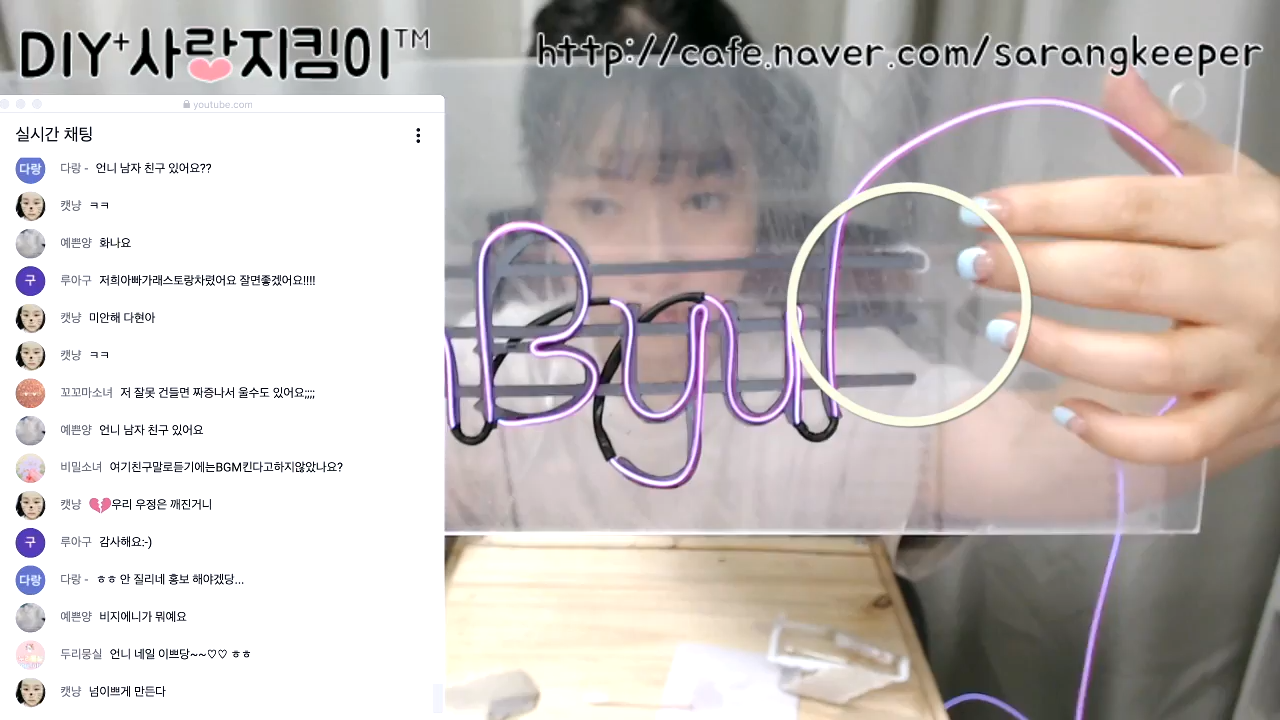 DIY+사랑지킴이™
http://cafe.naver.com/sarangkeeper
youtube.com
실시간 채팅
다랑 다랑 - 언니 남자 친구 있어요??
캣냥 ㅋㅋ
예쁜양 화나요
구 루아구 저희아빠가래스토랑차렸어요 잘면좋겠어요!!!!
캣냥 미안해 다현아
캣냥 ㅋㅋ
꼬꼬마소녀 저 잘못 건들면 짜증나서 울수도 있어요;;;;
예쁜양 언니 남자 친구 있어요
비밀소녀 여기친구말로듣기에는BGM킨다고하지않았나요?
캣냥 💔우리 우정은 깨진거니
구 루아구 감사해요:-)
다랑 다랑 - ㅎㅎ 안 질리네 홍보 해야겠당...
예쁜양 비지에니가 뭐예요
두리뭉실 언니 네일 이쁘당~~♡♡ ㅎㅎ
캣냥 넘이쁘게 만든다
Byul